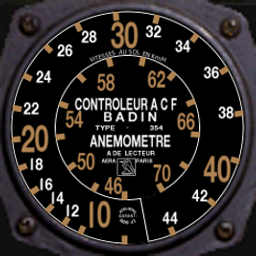 30
28 32
VITESSES AU SOL EN Km/H
26 34
24 36
58 62
22 38
54 66
CONTROLEUR A C F
BADIN
TYPE - 354
ANEMOMETRE
A DE LECTEUR
AERA PARIS
20 40
18
16
50 70
46
14
12 42
10 44